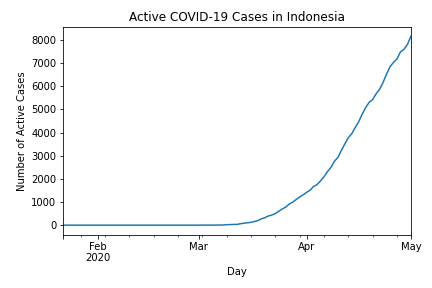 Active COVID-19 Cases in Indonesia
8000
7000
6000
5000
4000
3000
2000
1000
0
Number of Active Cases
Feb
2020
Mar
Apr
May
Day